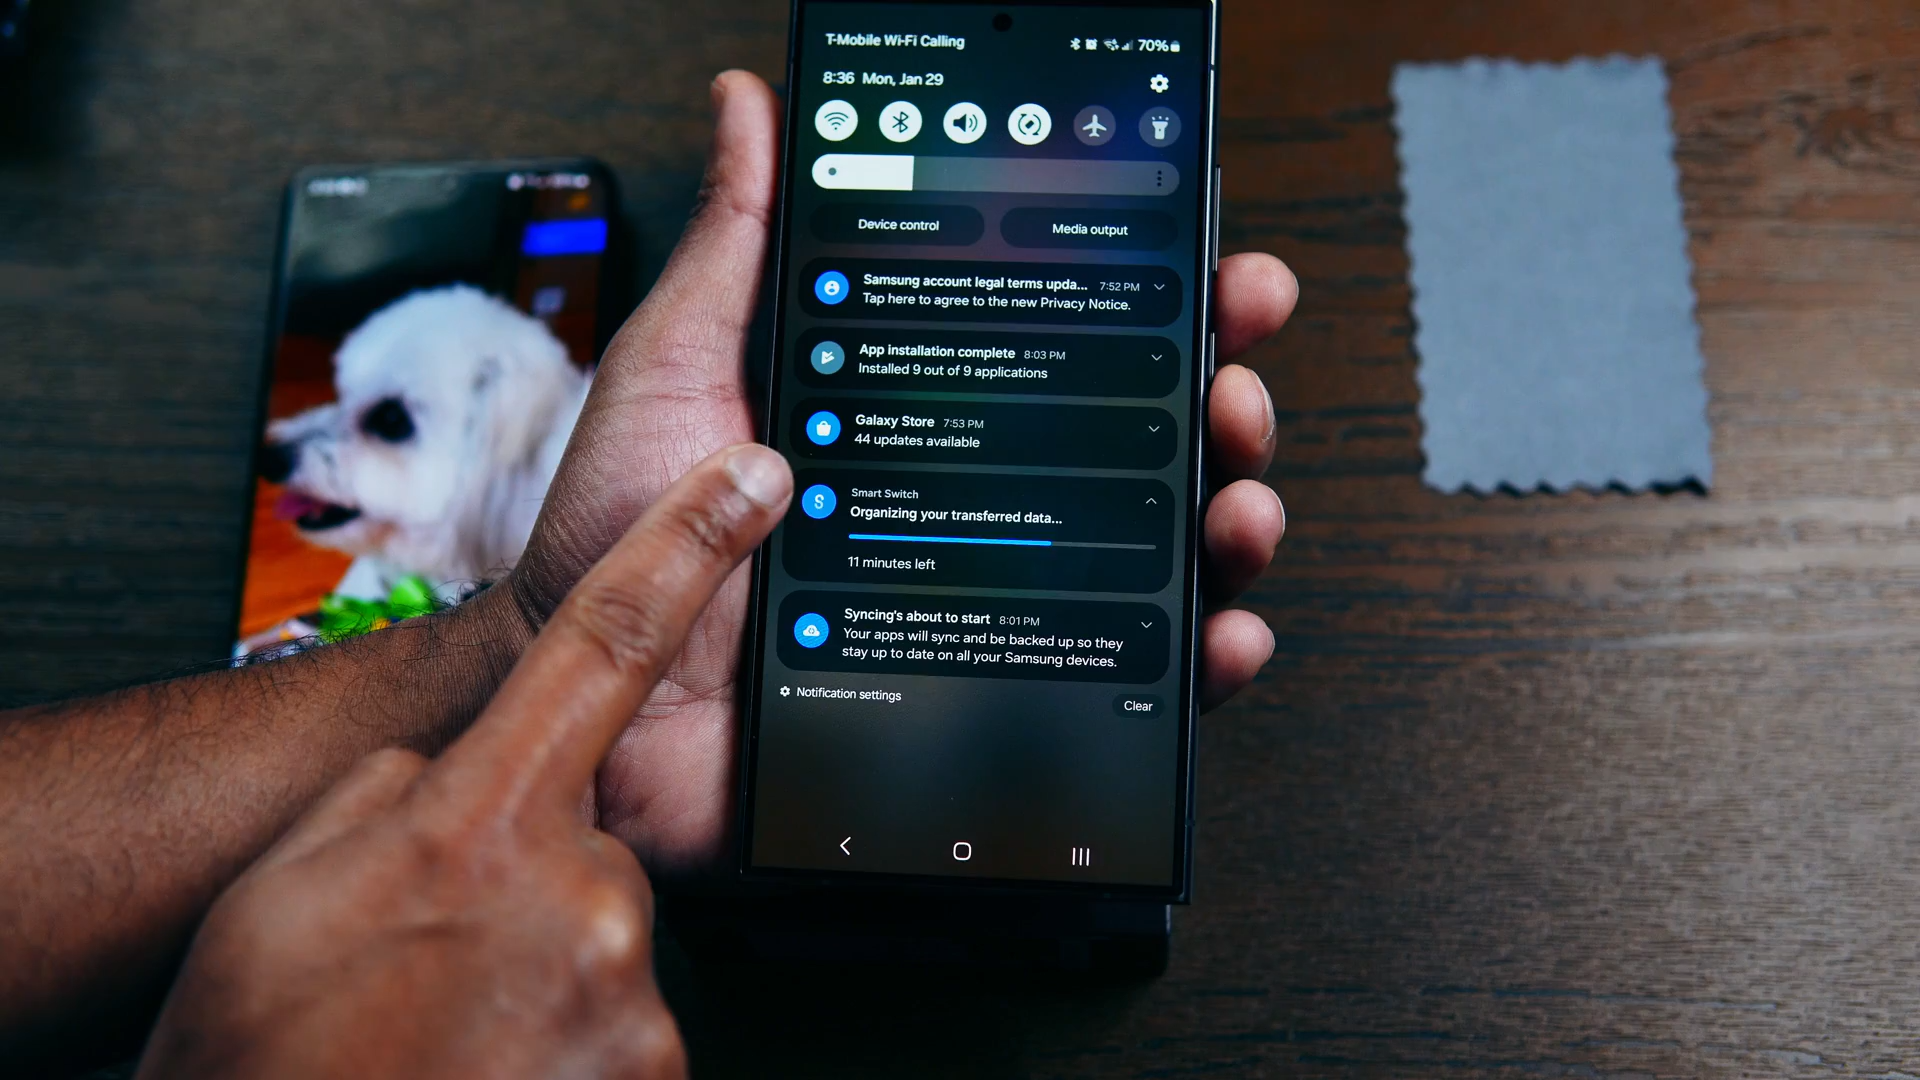 T-Mobile Wi-Fi Calling 70%
8:36 Mon, Jan 29
Device control Media output
Samsung account legal terms upda... 7:52 PM
Tap here to agree to the new Privacy Notice.
App installation complete 8:03 PM
Installed 9 out of 9 applications
Galaxy Store 7:53 PM
44 updates available
S
Smart Switch
Organizing your transferred data...
11 minutes left
Syncing's about to start 8:01 PM
Your apps will sync and be backed up so they
stay up to date on all your Samsung devices.
Notification settings
Clear